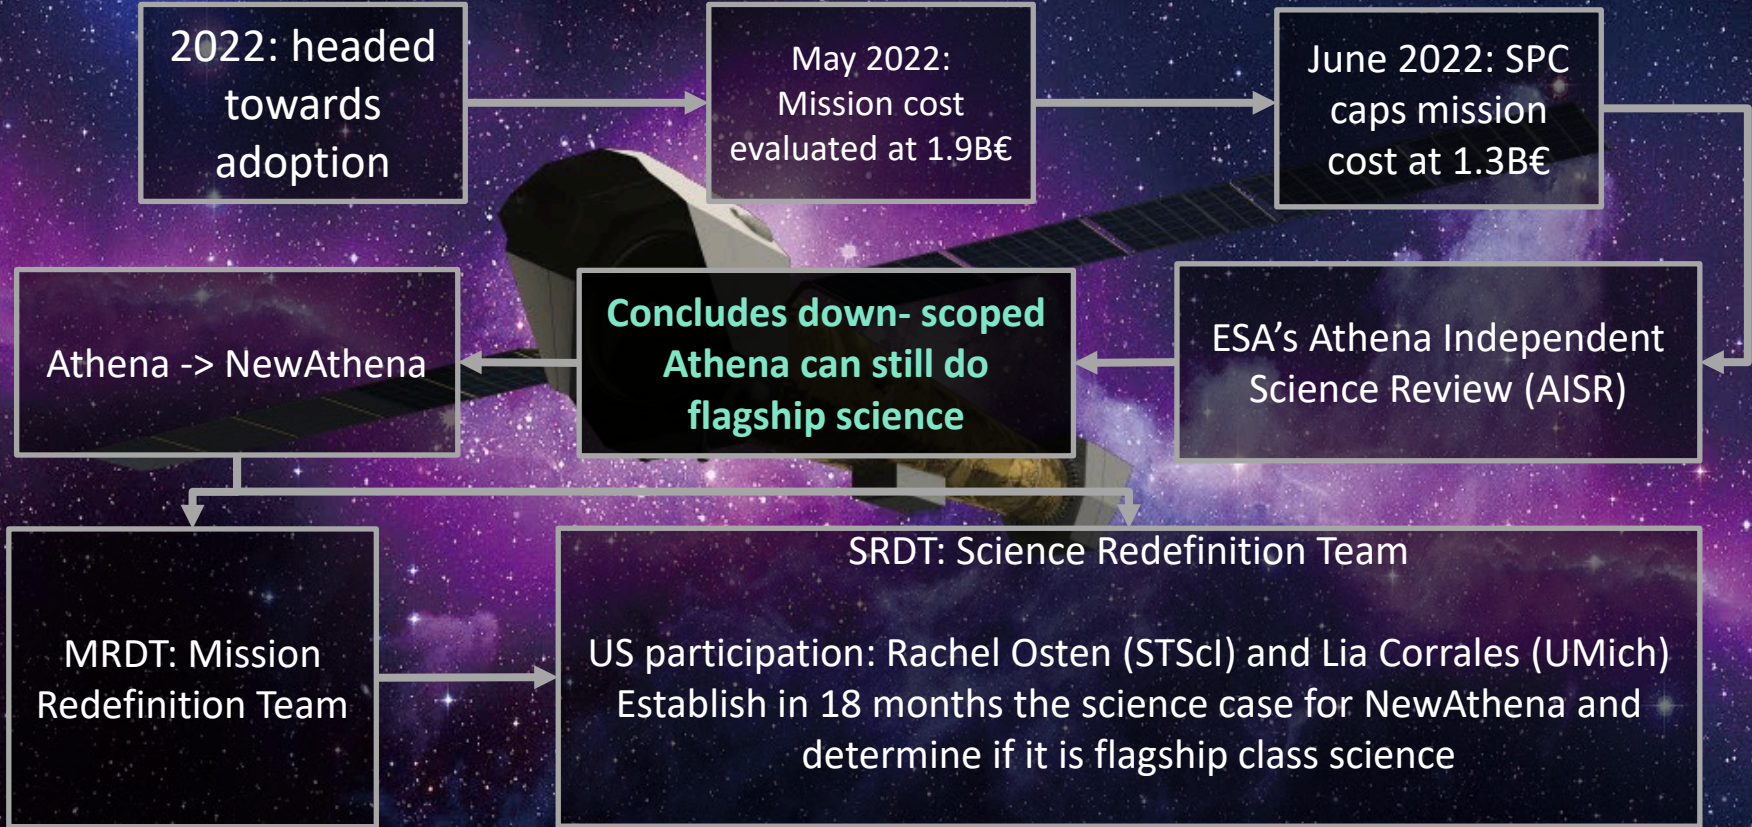 2022: headed
towards
adoption
May 2022:
Mission cost
evaluated at 1.9B€
June 2022: SPC
caps mission
cost at 1.3B€
ESA’s Athena Independent
Science Review (AISR)
Concludes down- scoped
Athena can still do
flagship science
Athena -> NewAthena
MRDT: Mission
Redefinition Team
SRDT: Science Redefinition Team
US participation: Rachel Osten (STScI) and Lia Corrales (UMich)
Establish in 18 months the science case for NewAthena and
determine if it is flagship class science